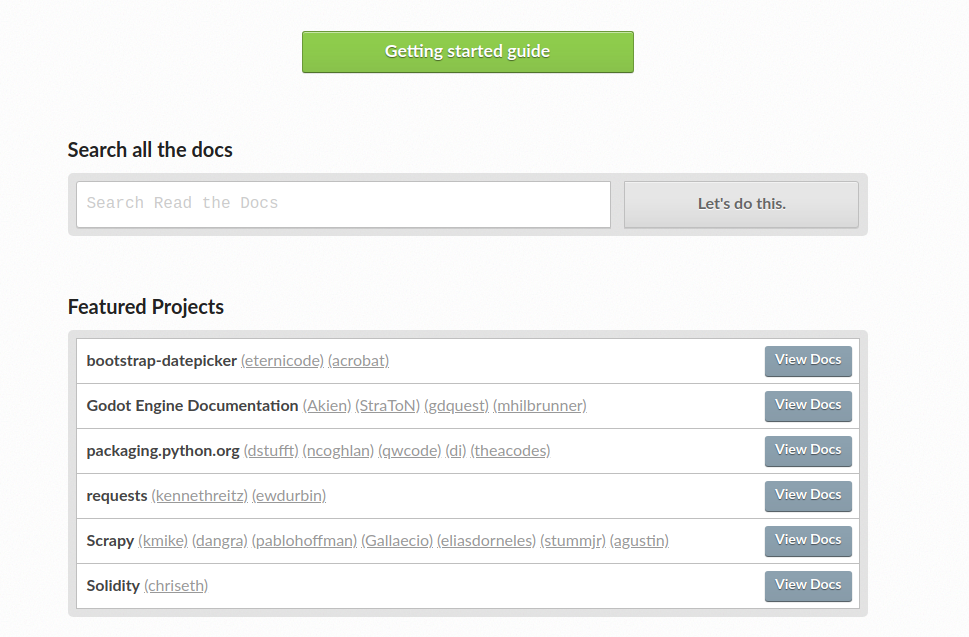 Getting started guide
Search all the docs
Search Read the Docs
Let's do this.
Featured Projects
bootstrap-datepicker (eternicode) (acrobat) View Docs
Godot Engine Documentation (Akien) (StraToN) (gdquest) (mhilbrunner) View Docs
packaging.python.org (dstufft) (ncoghlan) (qwcode) (di) (theacodes) View Docs
requests (kennethreitz) (ewdurbin) View Docs
Scrapy (kmike) (dangra) (pablohoffman) (Gallaecio) (eliasdorneles) (stummjr) (agustin) View Docs
Solidity (chriseth) View Docs